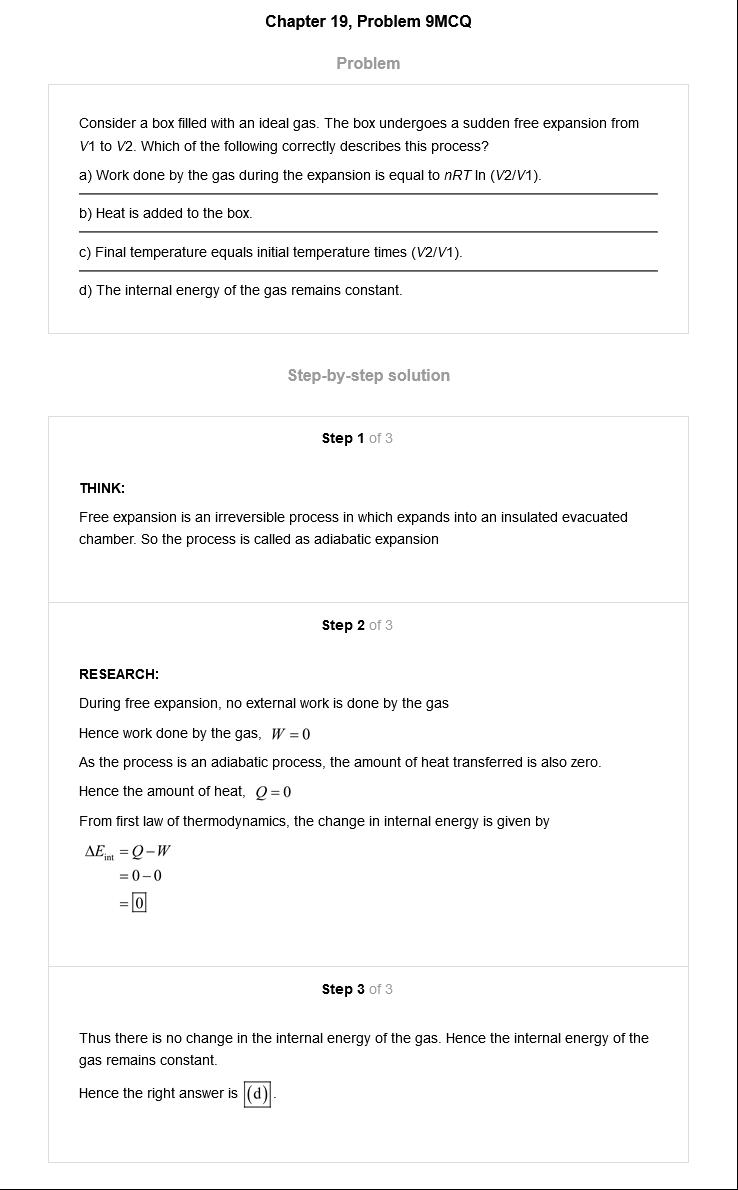 Chapter 19, Problem 9MCQ
Problem
Consider a box filled with an ideal gas. The box undergoes a sudden free expansion from
V1 to V2. Which of the following correctly describes this process?
a) Work done by the gas during the expansion is equal to nRT ln (V2/V1).
b) Heat is added to the box.
c) Final temperature equals initial temperature times (V2/V1).
d) The internal energy of the gas remains constant.
Step-by-step solution
Step 1 of 3
THINK:
Free expansion is an irreversible process in which expands into an insulated evacuated
chamber. So the process is called as adiabatic expansion
Step 2 of 3
RESEARCH:
During free expansion, no external work is done by the gas
Hence work done by the gas, W = 0
As the process is an adiabatic process, the amount of heat transferred is also zero.
Hence the amount of heat, Q = 0
From first law of thermodynamics, the change in internal energy is given by
ΔE_int = Q − W
= 0 − 0
= 0
Step 3 of 3
Thus there is no change in the internal energy of the gas. Hence the internal energy of the
gas remains constant.
Hence the right answer is (d).